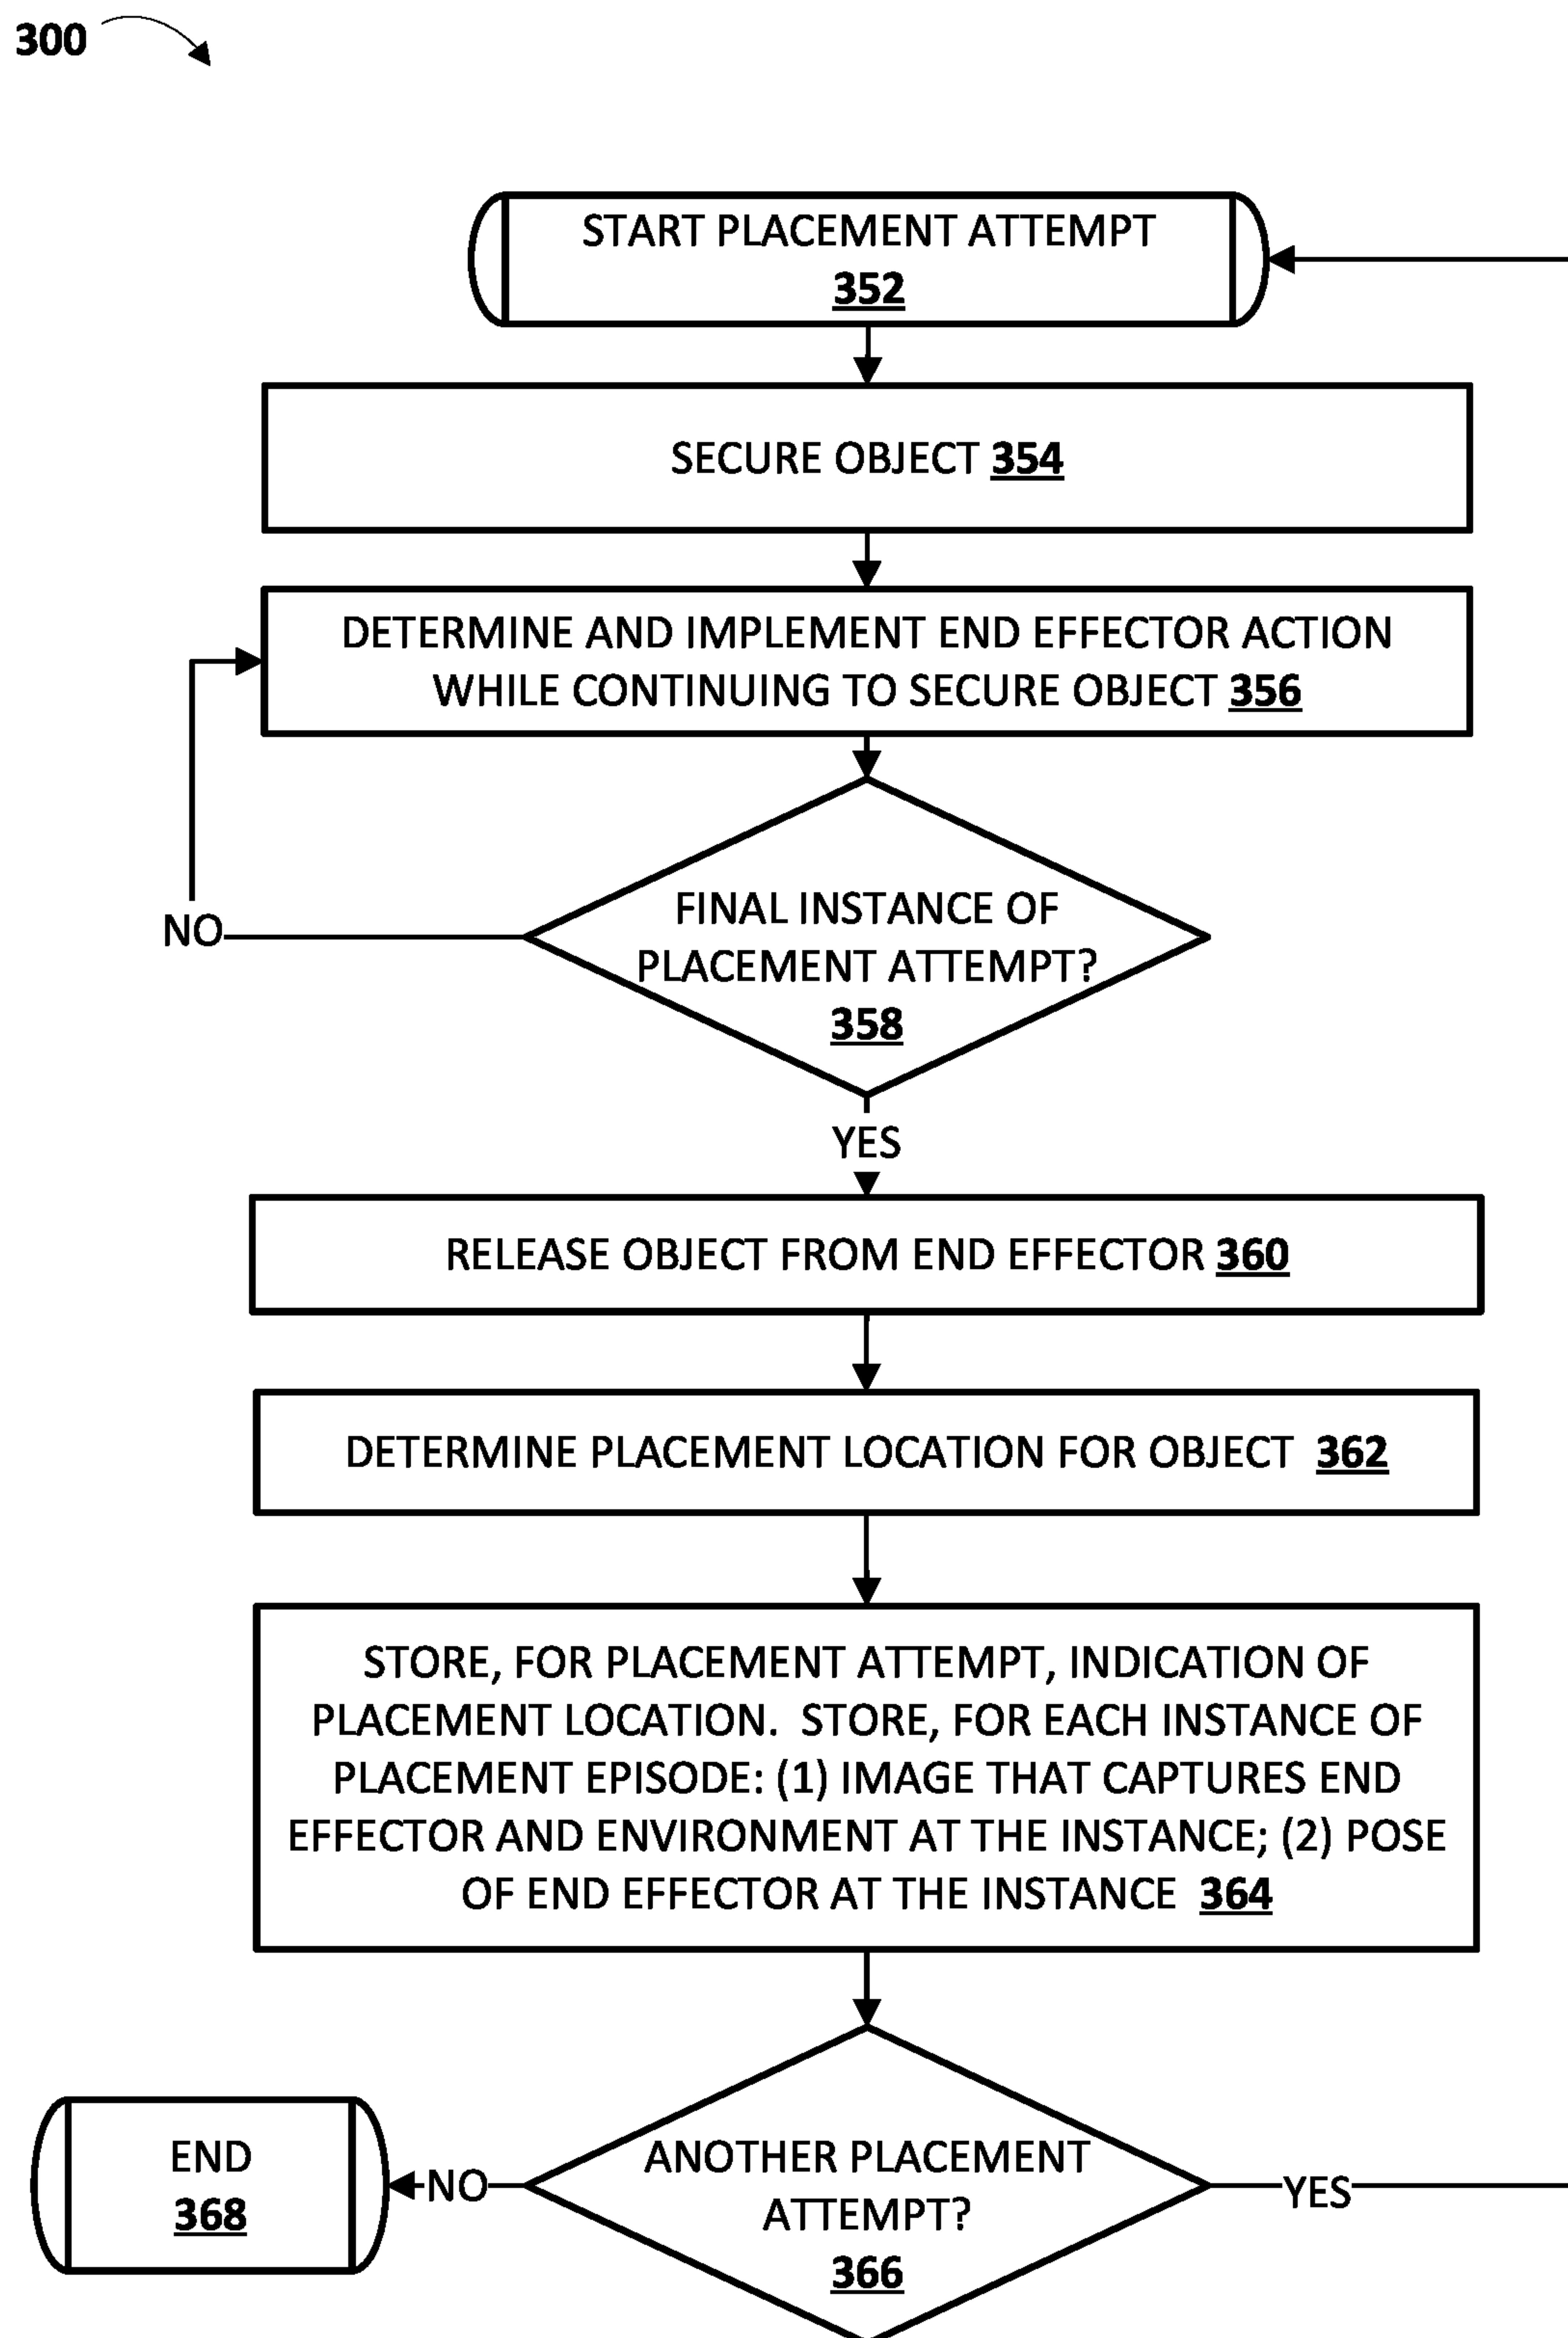 300
START PLACEMENT ATTEMPT
352
SECURE OBJECT 354
DETERMINE AND IMPLEMENT END EFFECTOR ACTION
WHILE CONTINUING TO SECURE OBJECT 356
FINAL INSTANCE OF
PLACEMENT ATTEMPT?
358
NO
YES
RELEASE OBJECT FROM END EFFECTOR 360
DETERMINE PLACEMENT LOCATION FOR OBJECT 362
STORE, FOR PLACEMENT ATTEMPT, INDICATION OF
PLACEMENT LOCATION. STORE, FOR EACH INSTANCE OF
PLACEMENT EPISODE: (1) IMAGE THAT CAPTURES END
EFFECTOR AND ENVIRONMENT AT THE INSTANCE; (2) POSE
OF END EFFECTOR AT THE INSTANCE 364
ANOTHER PLACEMENT
ATTEMPT?
366
NO
YES
END
368